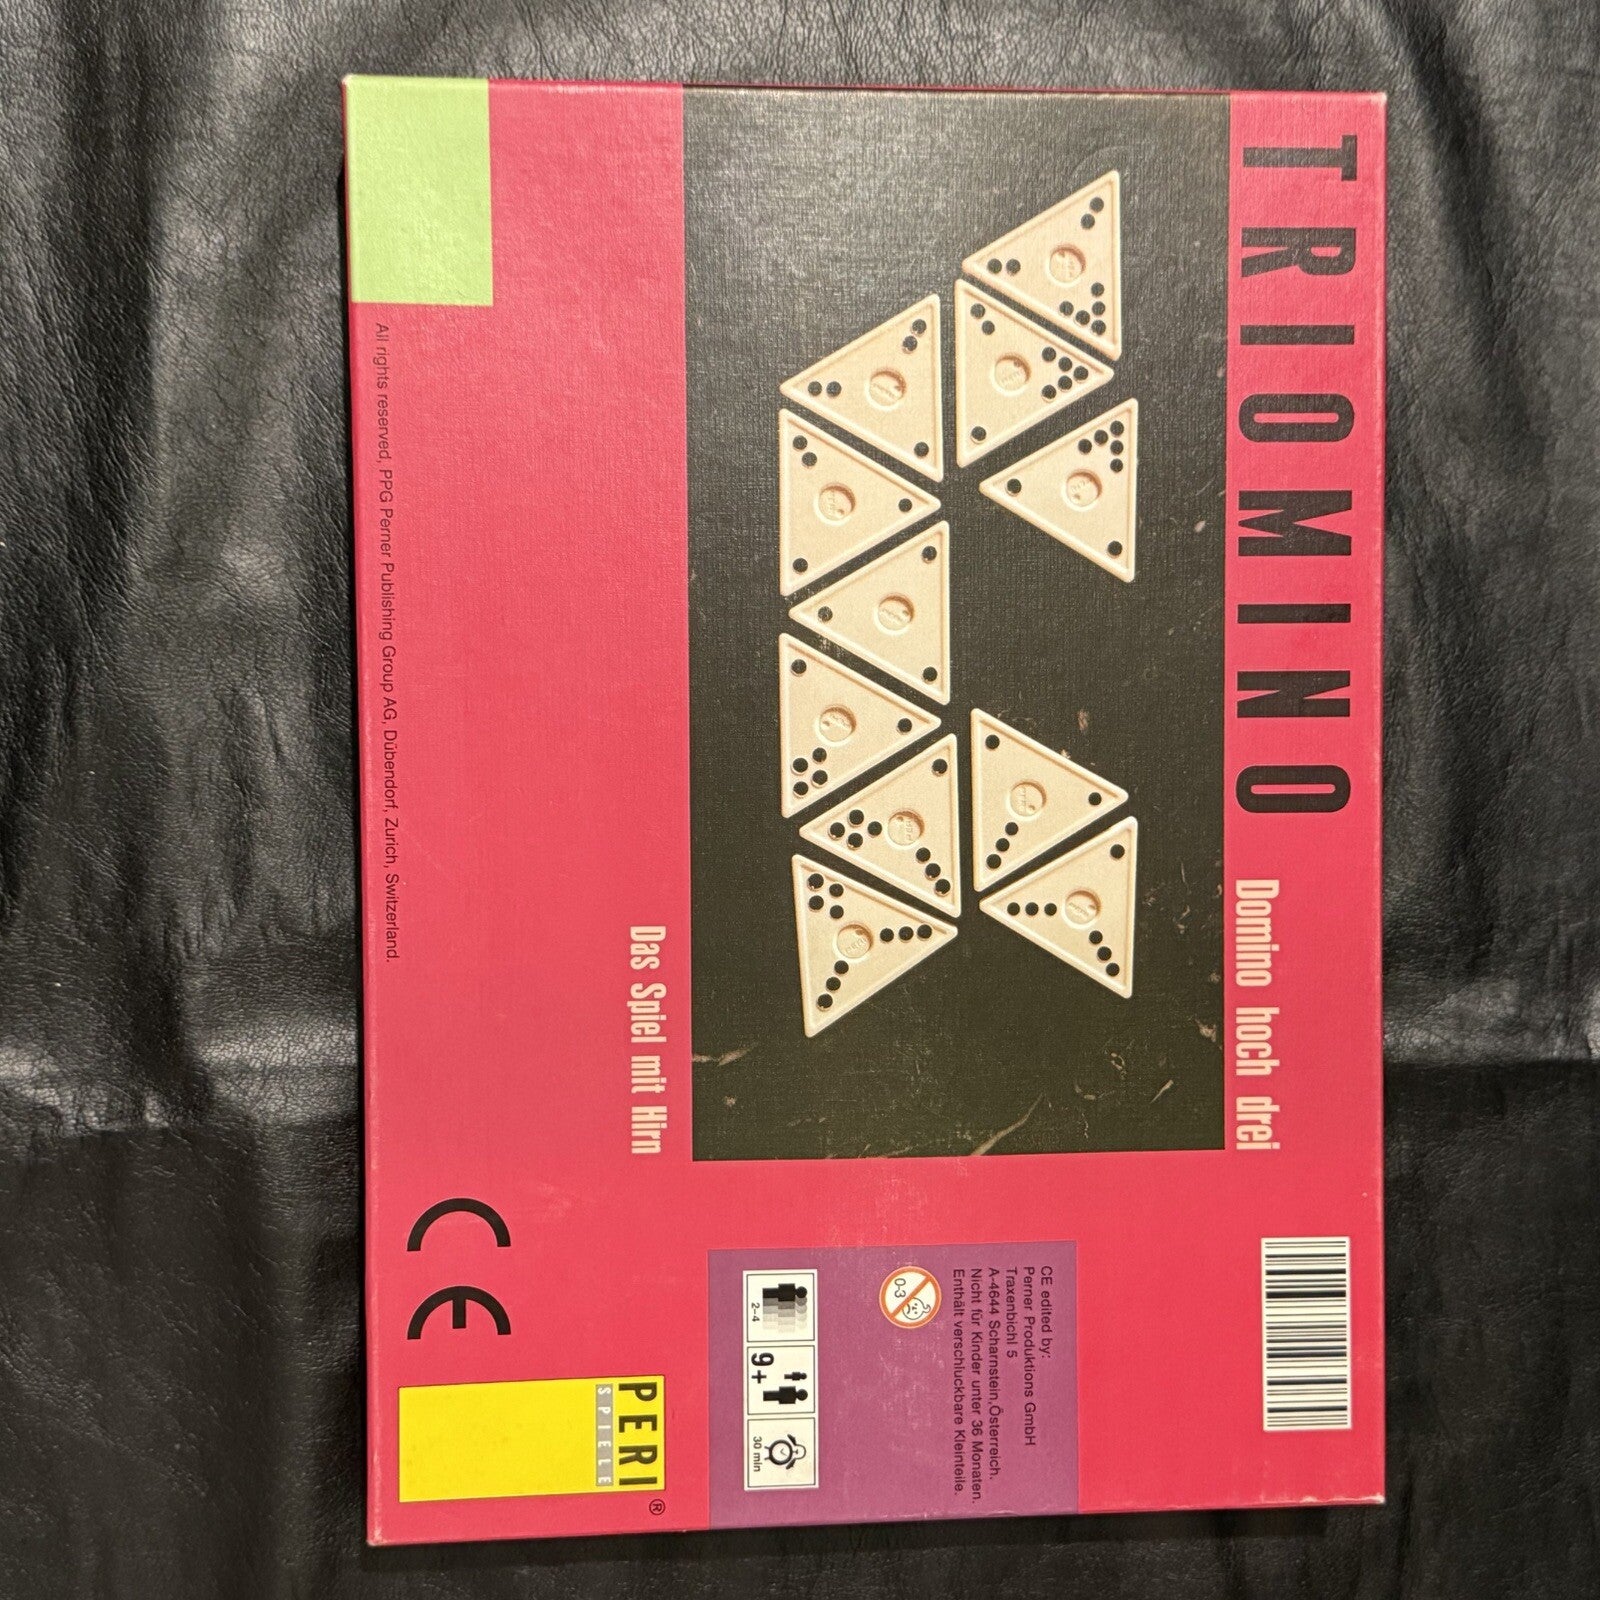 TRIOMINO
Domino hoch drei
Das Spiel mit Hirn
CE edited by:
Perner Produktions GmbH
Traxenbichl 5
A-4644 Scharnstein, Österreich.
Nicht für Kinder unter 36 Monaten.
Enthält verschluckbare Kleinteile.
0-3
2-4
9+
30 min
All rights reserved, PPG Perner Publishing Group AG, Dübendorf, Zurich, Switzerland.
CE
PERI ®
SPIELE